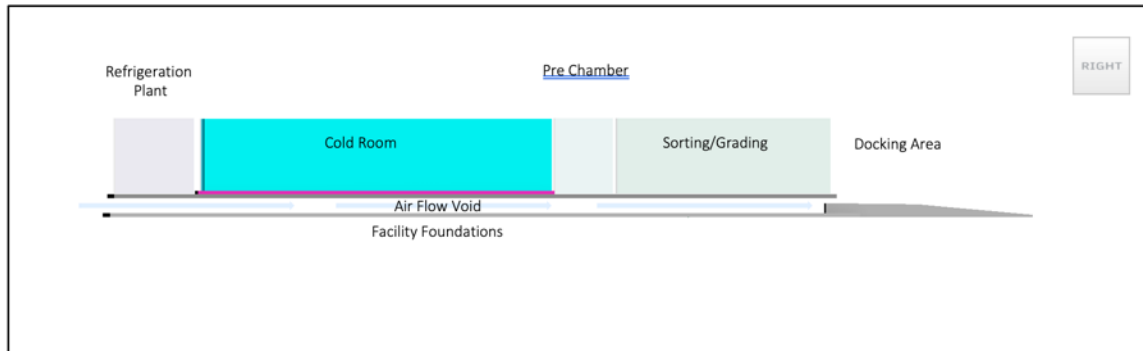 Refrigeration
Plant
Pre Chamber
RIGHT
Cold Room
Sorting/Grading
Docking Area
Air Flow Void
Facility Foundations